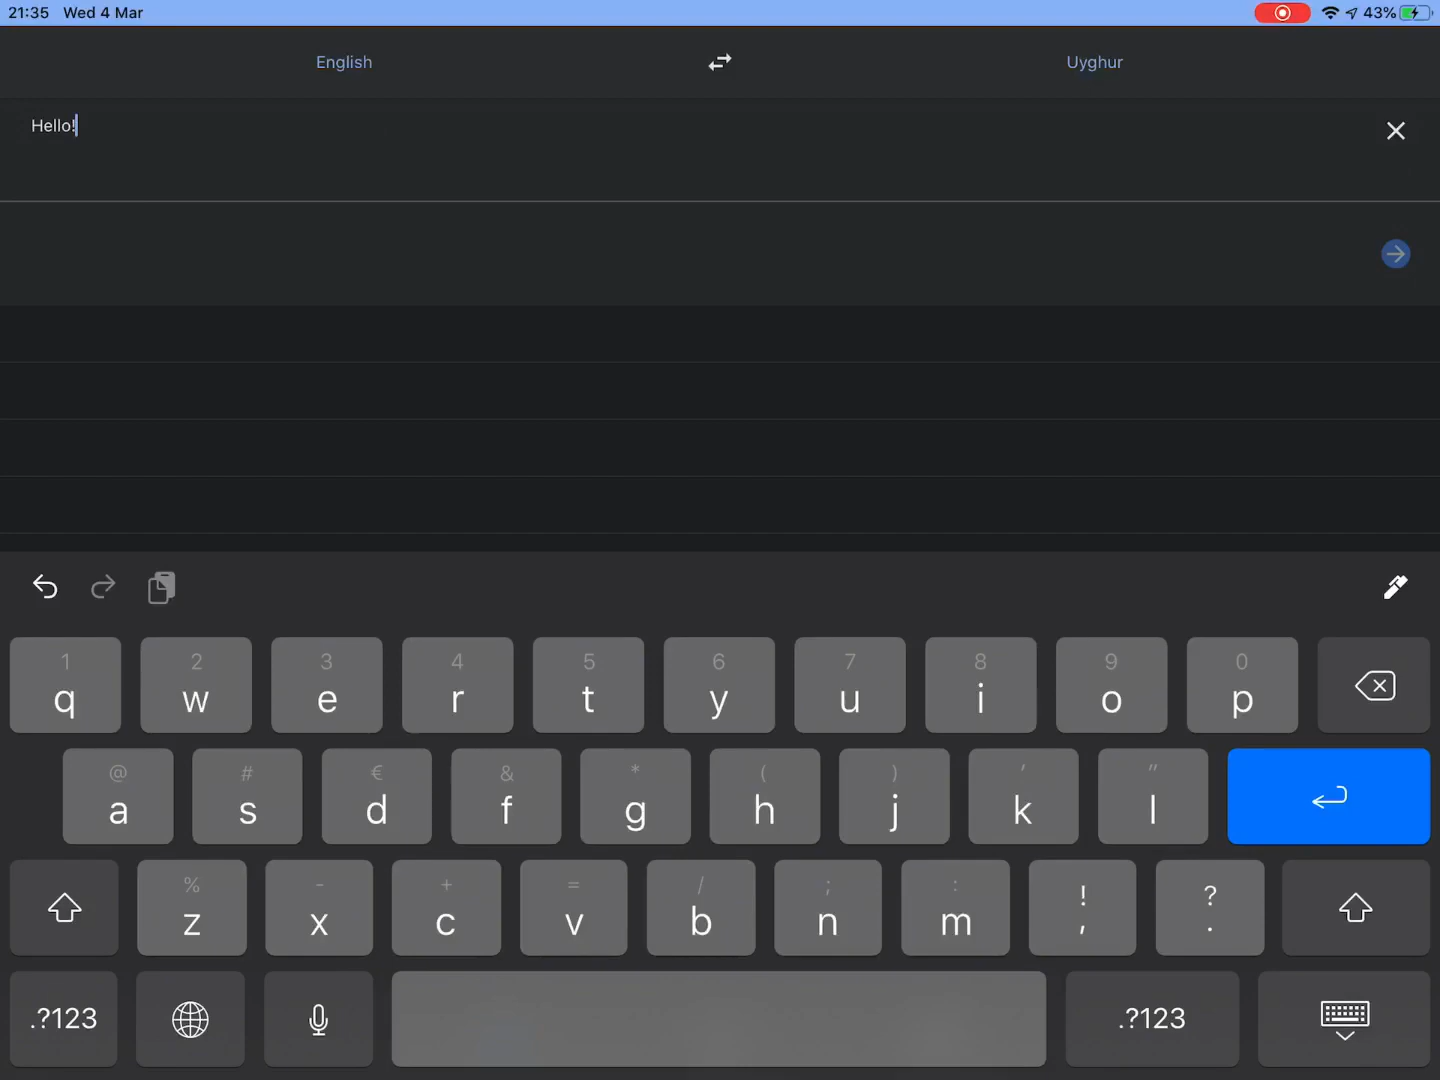 21:35 Wed 4 Mar 43%
English Uyghur
Hello!
1 2 3 4 5 6 7 8 9 0
q w e r t y u i o p
@ # € & * ( ) ' "
a s d f g h j k l
% - + = / ; : ! ?
z x c v b n m , .
.?123 .?123